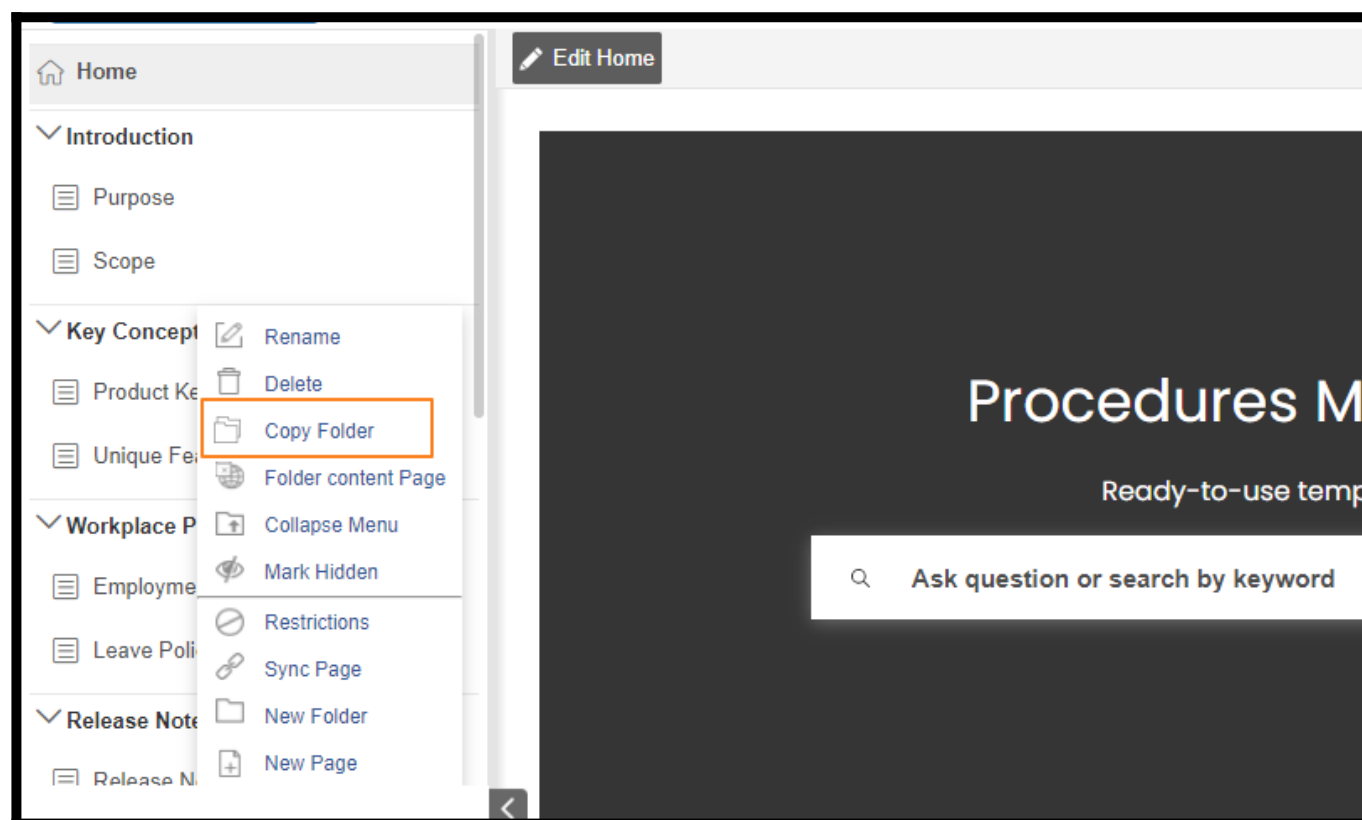 Home
Edit Home
Introduction
Purpose
Scope
Key Concept
Rename
Delete
Product Ke
Copy Folder
Unique Fea
Folder content Page
Workplace P
Collapse Menu
Employme
Mark Hidden
Restrictions
Leave Poli
Sync Page
Release Note
New Folder
Release N
New Page
Procedures M
Ready-to-use temp
Ask question or search by keyword